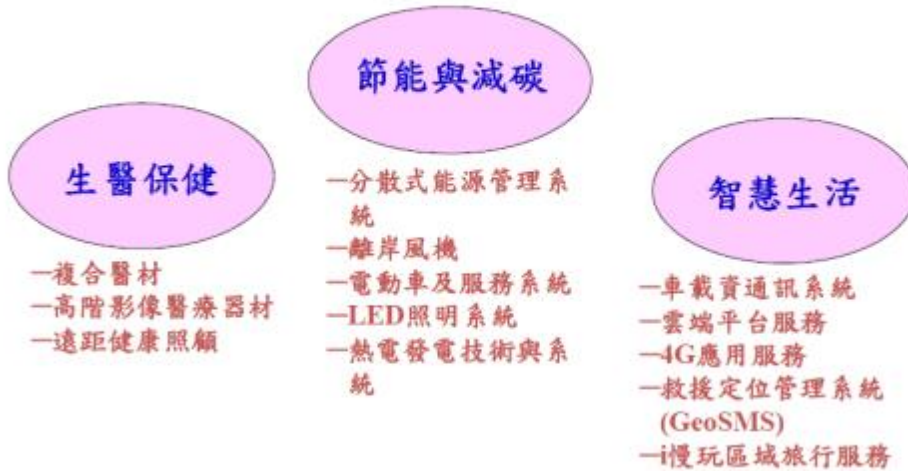 生醫保健
—複合醫材
—高階影像醫療器材
—遠距健康照顧
節能與減碳
—分散式能源管理系
統
—離岸風機
—電動車及服務系統
—LED照明系統
—熱電發電技術與系
統
智慧生活
—車載資通訊系統
—雲端平台服務
—4G應用服務
—救援定位管理系統
(GeoSMS)
—i慢玩區域旅行服務